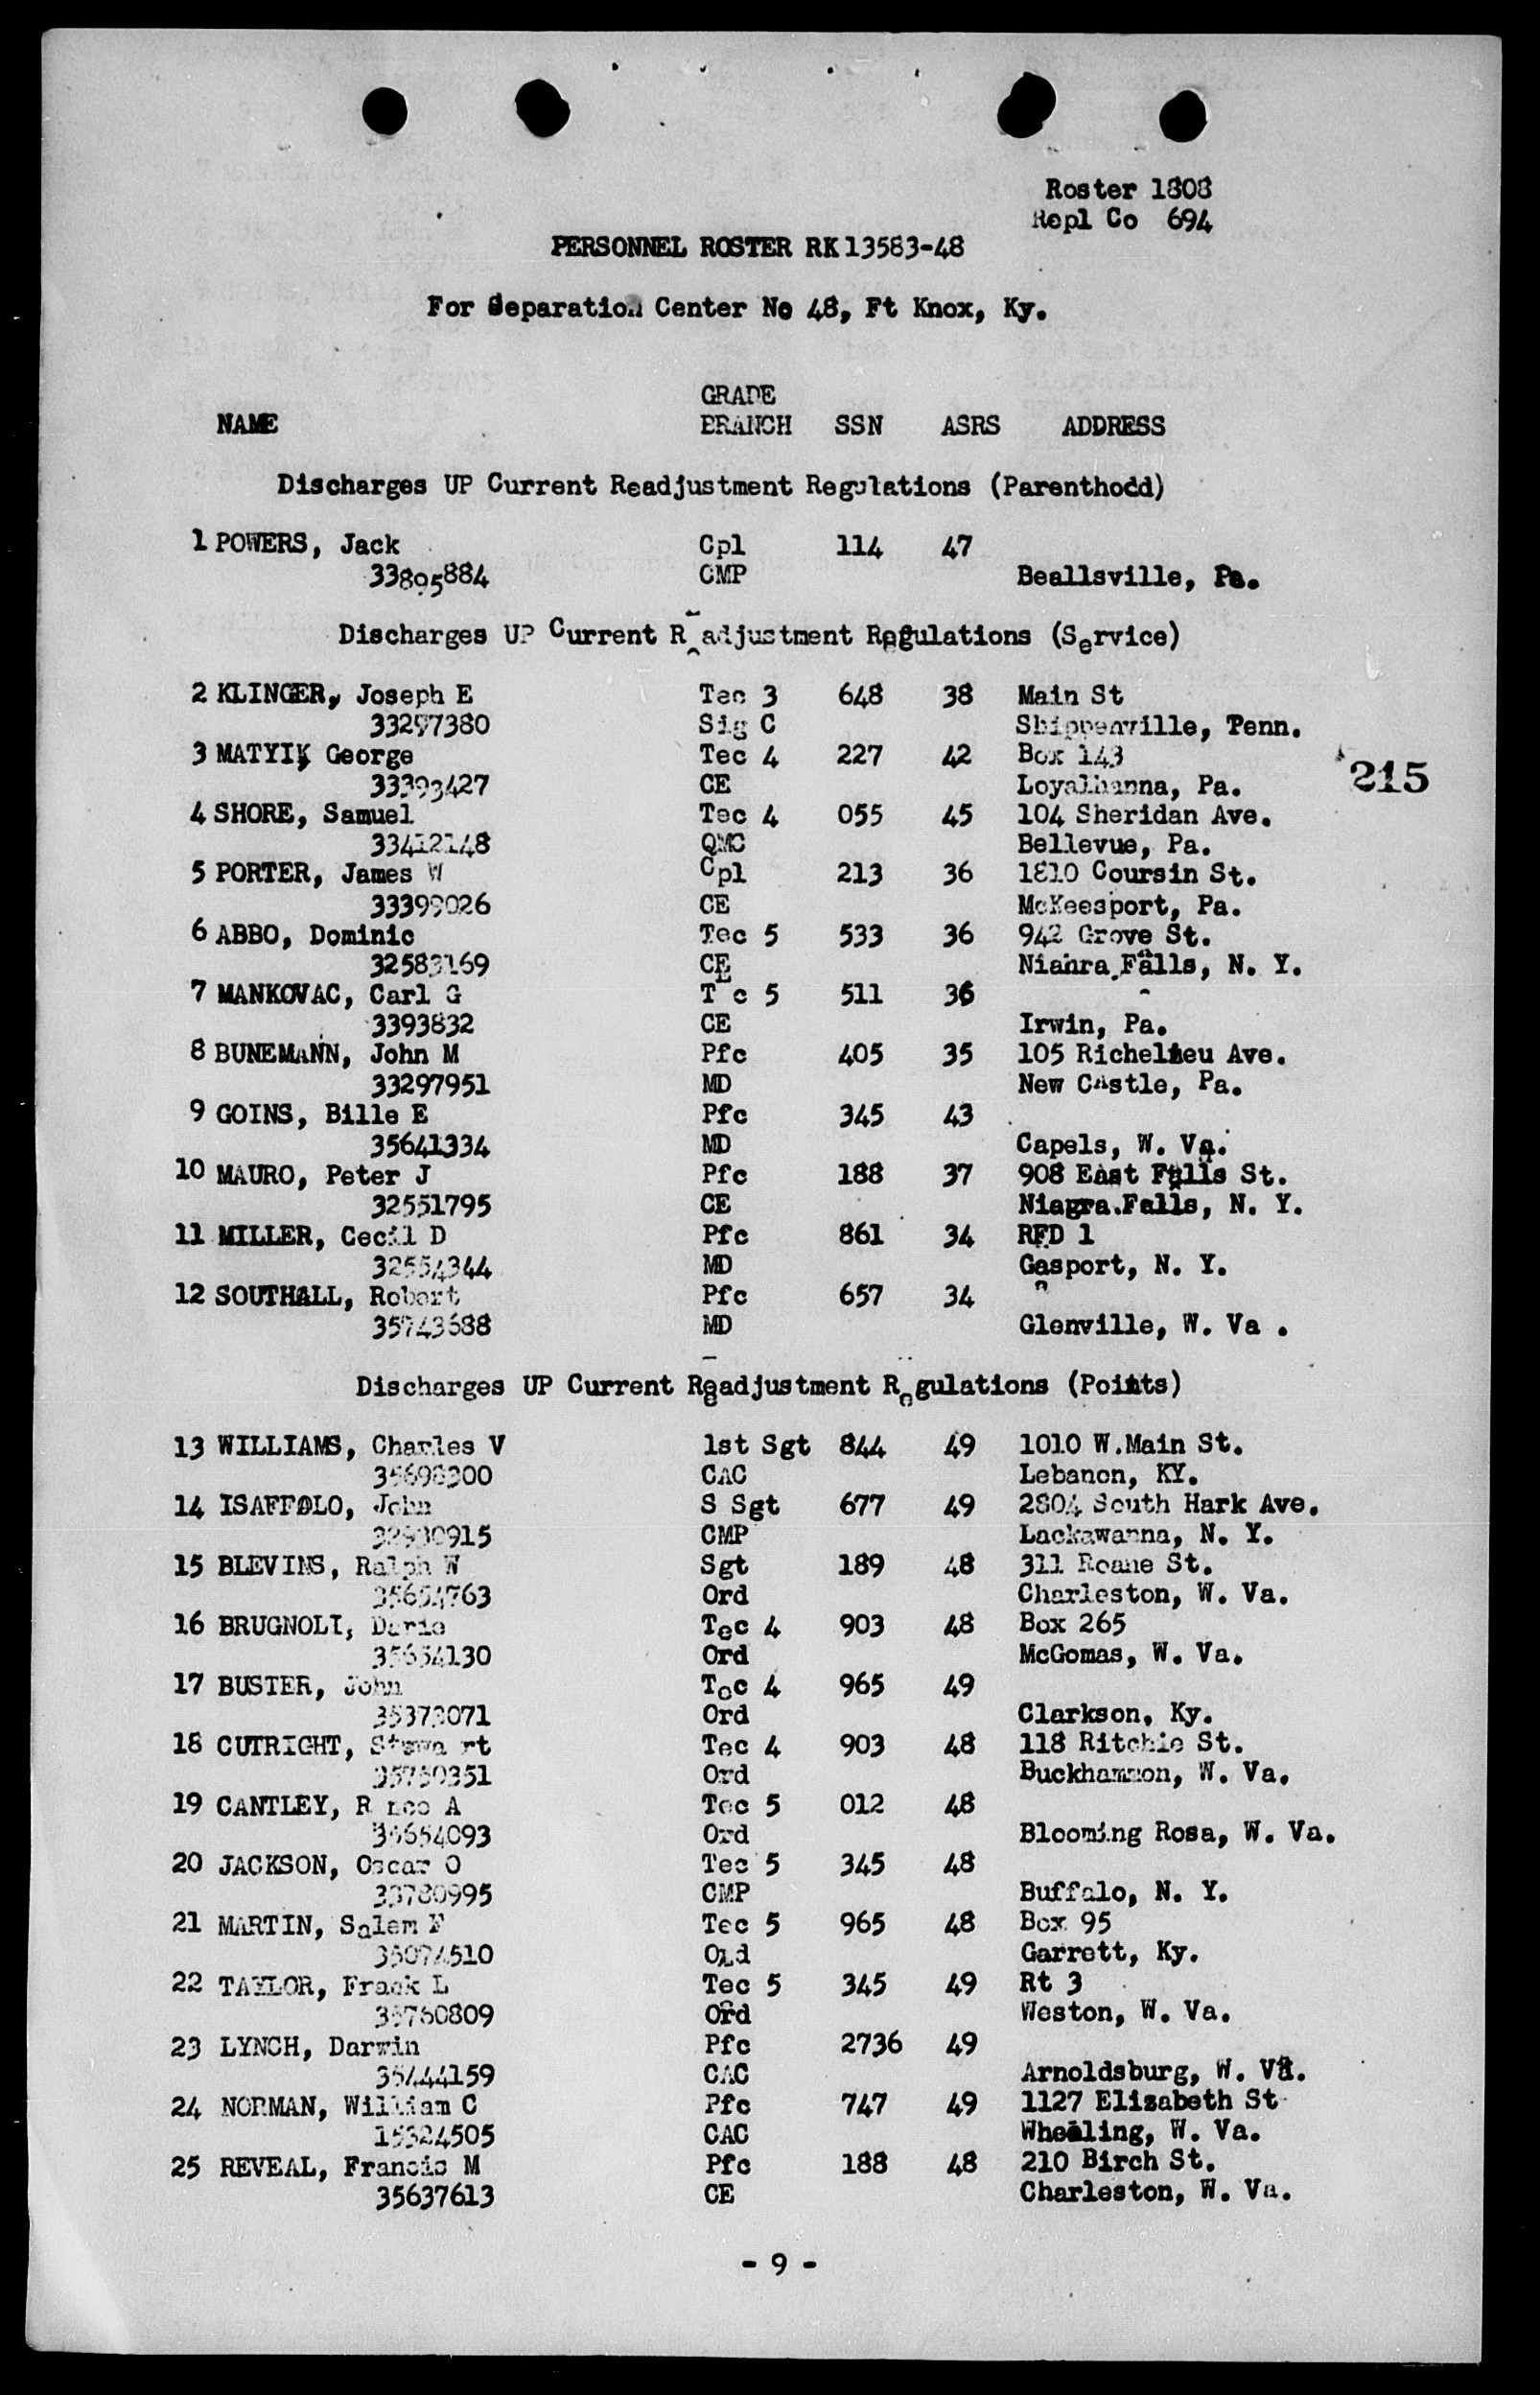 Roster 1808
Repl Co 694
PERSONNEL ROSTER RK13583-48
For Separation Center No 48, Ft Knox, Ky.
GRADE
NAME BRANCH SSN ASRS ADDRESS
Discharges UP Current Readjustment Regulations (Parenthodd)
1 POWERS, Jack Cpl 114 47
33895884 CMP Beallsville, Pa.
Discharges UP Current Readjustment Regulations (Service)
2 KLINGER, Joseph E Tec 3 648 38 Main St
33297380 Sig C Shippenville, Penn.
3 MATYIK, George Tec 4 227 42 Box 143
33393427 CE Loyalhanna, Pa.
215
4 SHORE, Samuel Tec 4 055 45 104 Sheridan Ave.
33412148 QMC Bellevue, Pa.
5 PORTER, James W Cpl 213 36 1810 Coursin St.
33399026 CE McKeesport, Pa.
6 ABBO, Dominic Tec 5 533 36 942 Grove St.
32583169 CE Niahra Falls, N. Y.
7 MANKOVAC, Carl G Tec 5 511 36
3393832 CE Irwin, Pa.
8 BUNEMANN, John M Pfc 405 35 105 Richelieu Ave.
33297951 MD New Castle, Pa.
9 GOINS, Bille E Pfc 345 43
35641334 MD Capels, W. Va.
10 MAURO, Peter J Pfc 188 37 908 East Falls St.
32551795 CE Niagra.Falls, N. Y.
11 MILLER, Cecil D Pfc 861 34 RFD 1
32554344 MD Gasport, N. Y.
12 SOUTHALL, Robert Pfc 657 34
35743688 MD Glenville, W. Va .
Discharges UP Current Readjustment Regulations (Points)
13 WILLIAMS, Charles V 1st Sgt 844 49 1010 W.Main St.
35698300 CAC Lebanon, KY.
14 ISAFFOLO, John S Sgt 677 49 2804 South Hark Ave.
32930915 CMP Lackawanna, N. Y.
15 BLEVINS, Ralph W Sgt 189 48 311 Roane St.
35654763 Ord Charleston, W. Va.
16 BRUGNOLI, Dario Tec 4 903 48 Box 265
35654130 Ord McGomas, W. Va.
17 BUSTER, John Tec 4 965 49
Ord Clarkson, Ky.
18 CUTRIGHT, Stewa rt Tec 4 903 48 118 Ritchie St.
35750351 Ord Buckhannon, W. Va.
19 CANTLEY, A Tec 5 012 48
35654093 Ord Blooming Rosa, W. Va.
20 JACKSON, Oscar O Tec 5 345 48
33780995 CMP Buffalo, N. Y.
21 MARTIN, Salem F Tec 5 965 48 Box 95
Ord Garrett, Ky.
22 TAYLOR, Frank L Tec 5 345 49 Rt 3
35760809 Ord Weston, W. Va.
23 LYNCH, Darwin Pfc 2736 49
35444159 CAC Arnoldsburg, W. Va.
24 NORMAN, William C Pfc 747 49 1127 Elizabeth St
15324505 CAC Wheeling, W. Va.
25 REVEAL, Francis M Pfc 188 48 210 Birch St.
35637613 CE Charleston, W. Va.
- 9 -